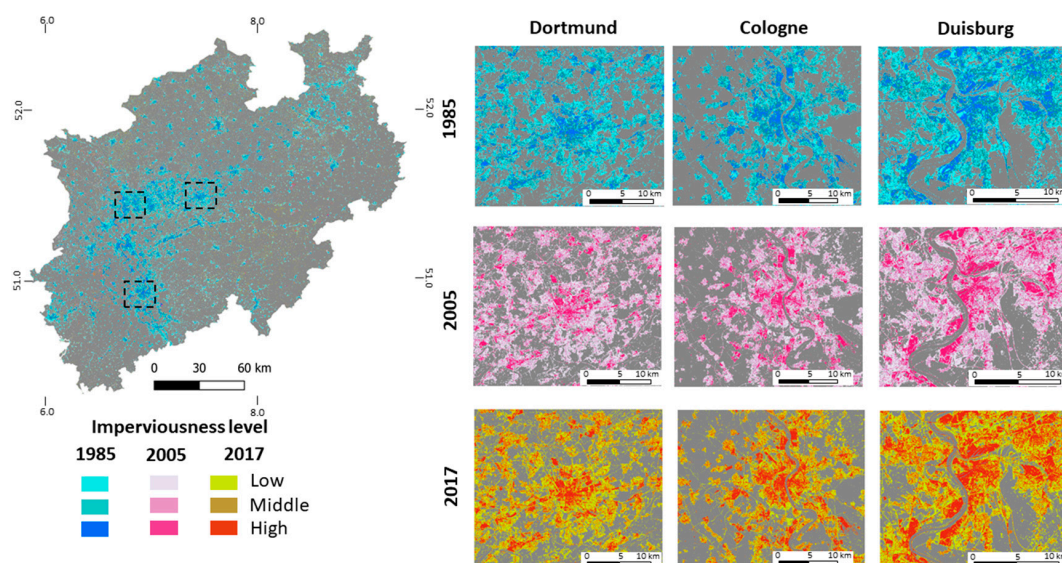 6.0
8.0
52.0
52.0
51.0
51.0
0 30 60 km
6.0
8.0
Imperviousness level
1985 2005 2017
Low
Middle
High
Dortmund Cologne Duisburg
1985
0 5 10 km
0 5 10 km
0 5 10 km
2005
0 5 10 km
0 5 10 km
0 5 10 km
2017
0 5 10 km
0 5 10 km
0 5 10 km